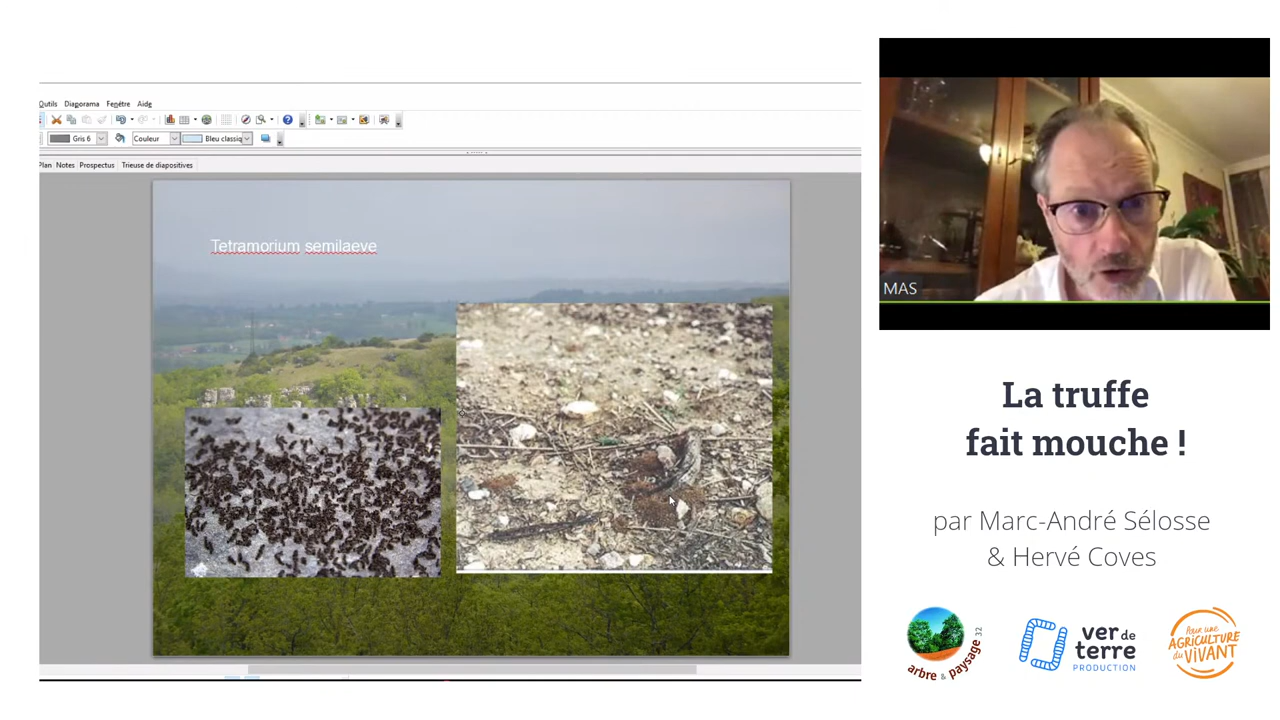 Outils Diaporama Fenêtre Aide
Gris 6 Couleur Bleu classiq
Plan Notes Prospectus Trieuse de diapositives
Tetramorium semilaeve
MAS
La truffe
fait mouche !
par Marc-André Sélosse
& Hervé Coves
arbre & paysage 32
ver de
terre
PRODUCTION
Pour une
AGRICULTURE
du ViVANT